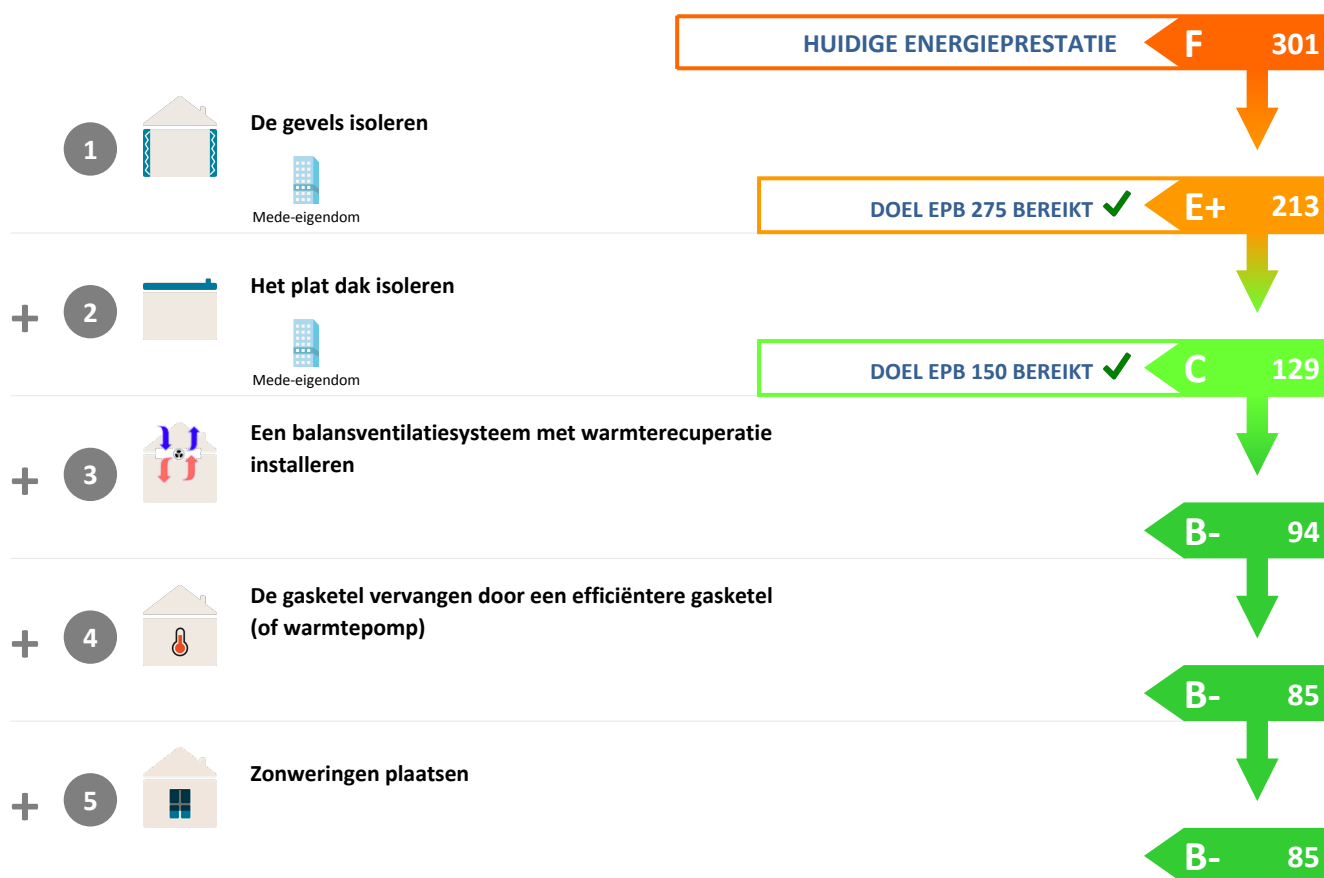 HUIDIGE ENERGIEPRESTATIE F 301
1 De gevels isoleren
Mede-eigendom
DOEL EPB 275 BEREIKT ✔ E+ 213
+ 2 Het plat dak isoleren
Mede-eigendom
DOEL EPB 150 BEREIKT ✔ C 129
+ 3 Een balansventilatiesysteem met warmterecuperatie
installeren
B- 94
+ 4 De gasketel vervangen door een efficiëntere gasketel
(of warmtepomp)
B- 85
+ 5 Zonweringen plaatsen
B- 85